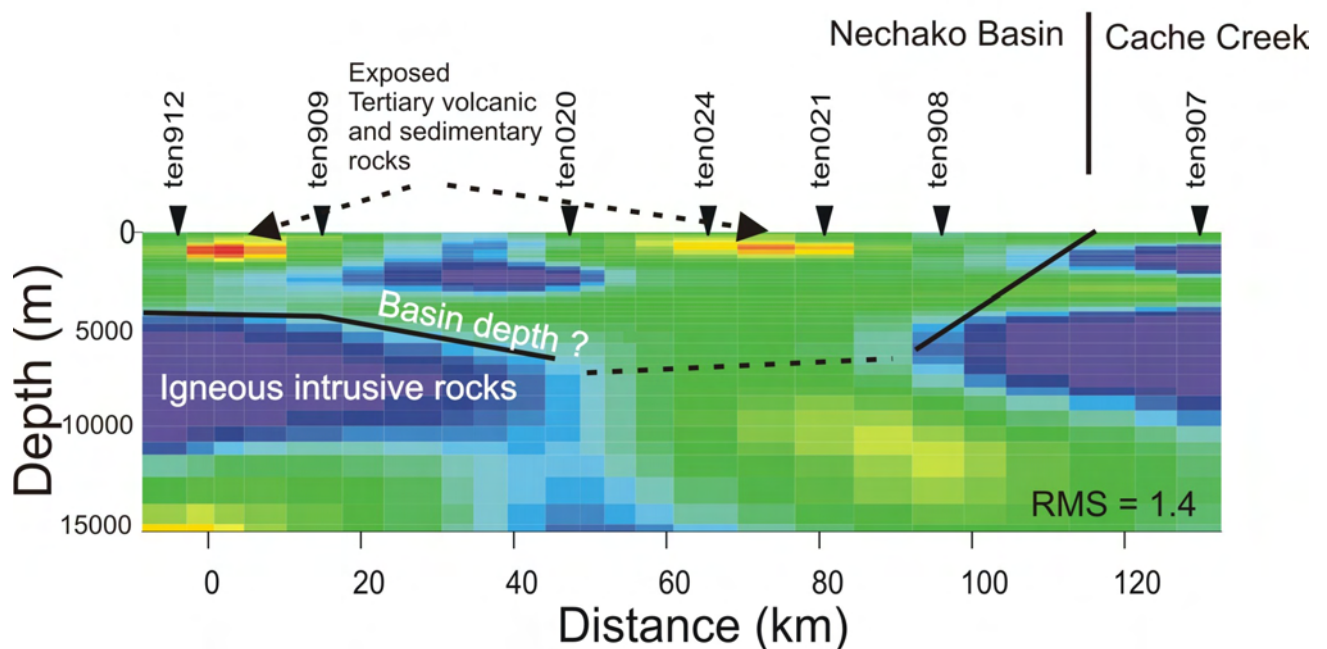 Nechako Basin
Cache Creek
Exposed
Tertiary volcanic
and sedimentary
rocks
ten912
ten909
ten020
ten024
ten021
ten908
ten907
0
5000
10000
15000
Depth (m)
Basin depth ?
Igneous intrusive rocks
RMS = 1.4
0
20
40
60
80
100
120
Distance (km)